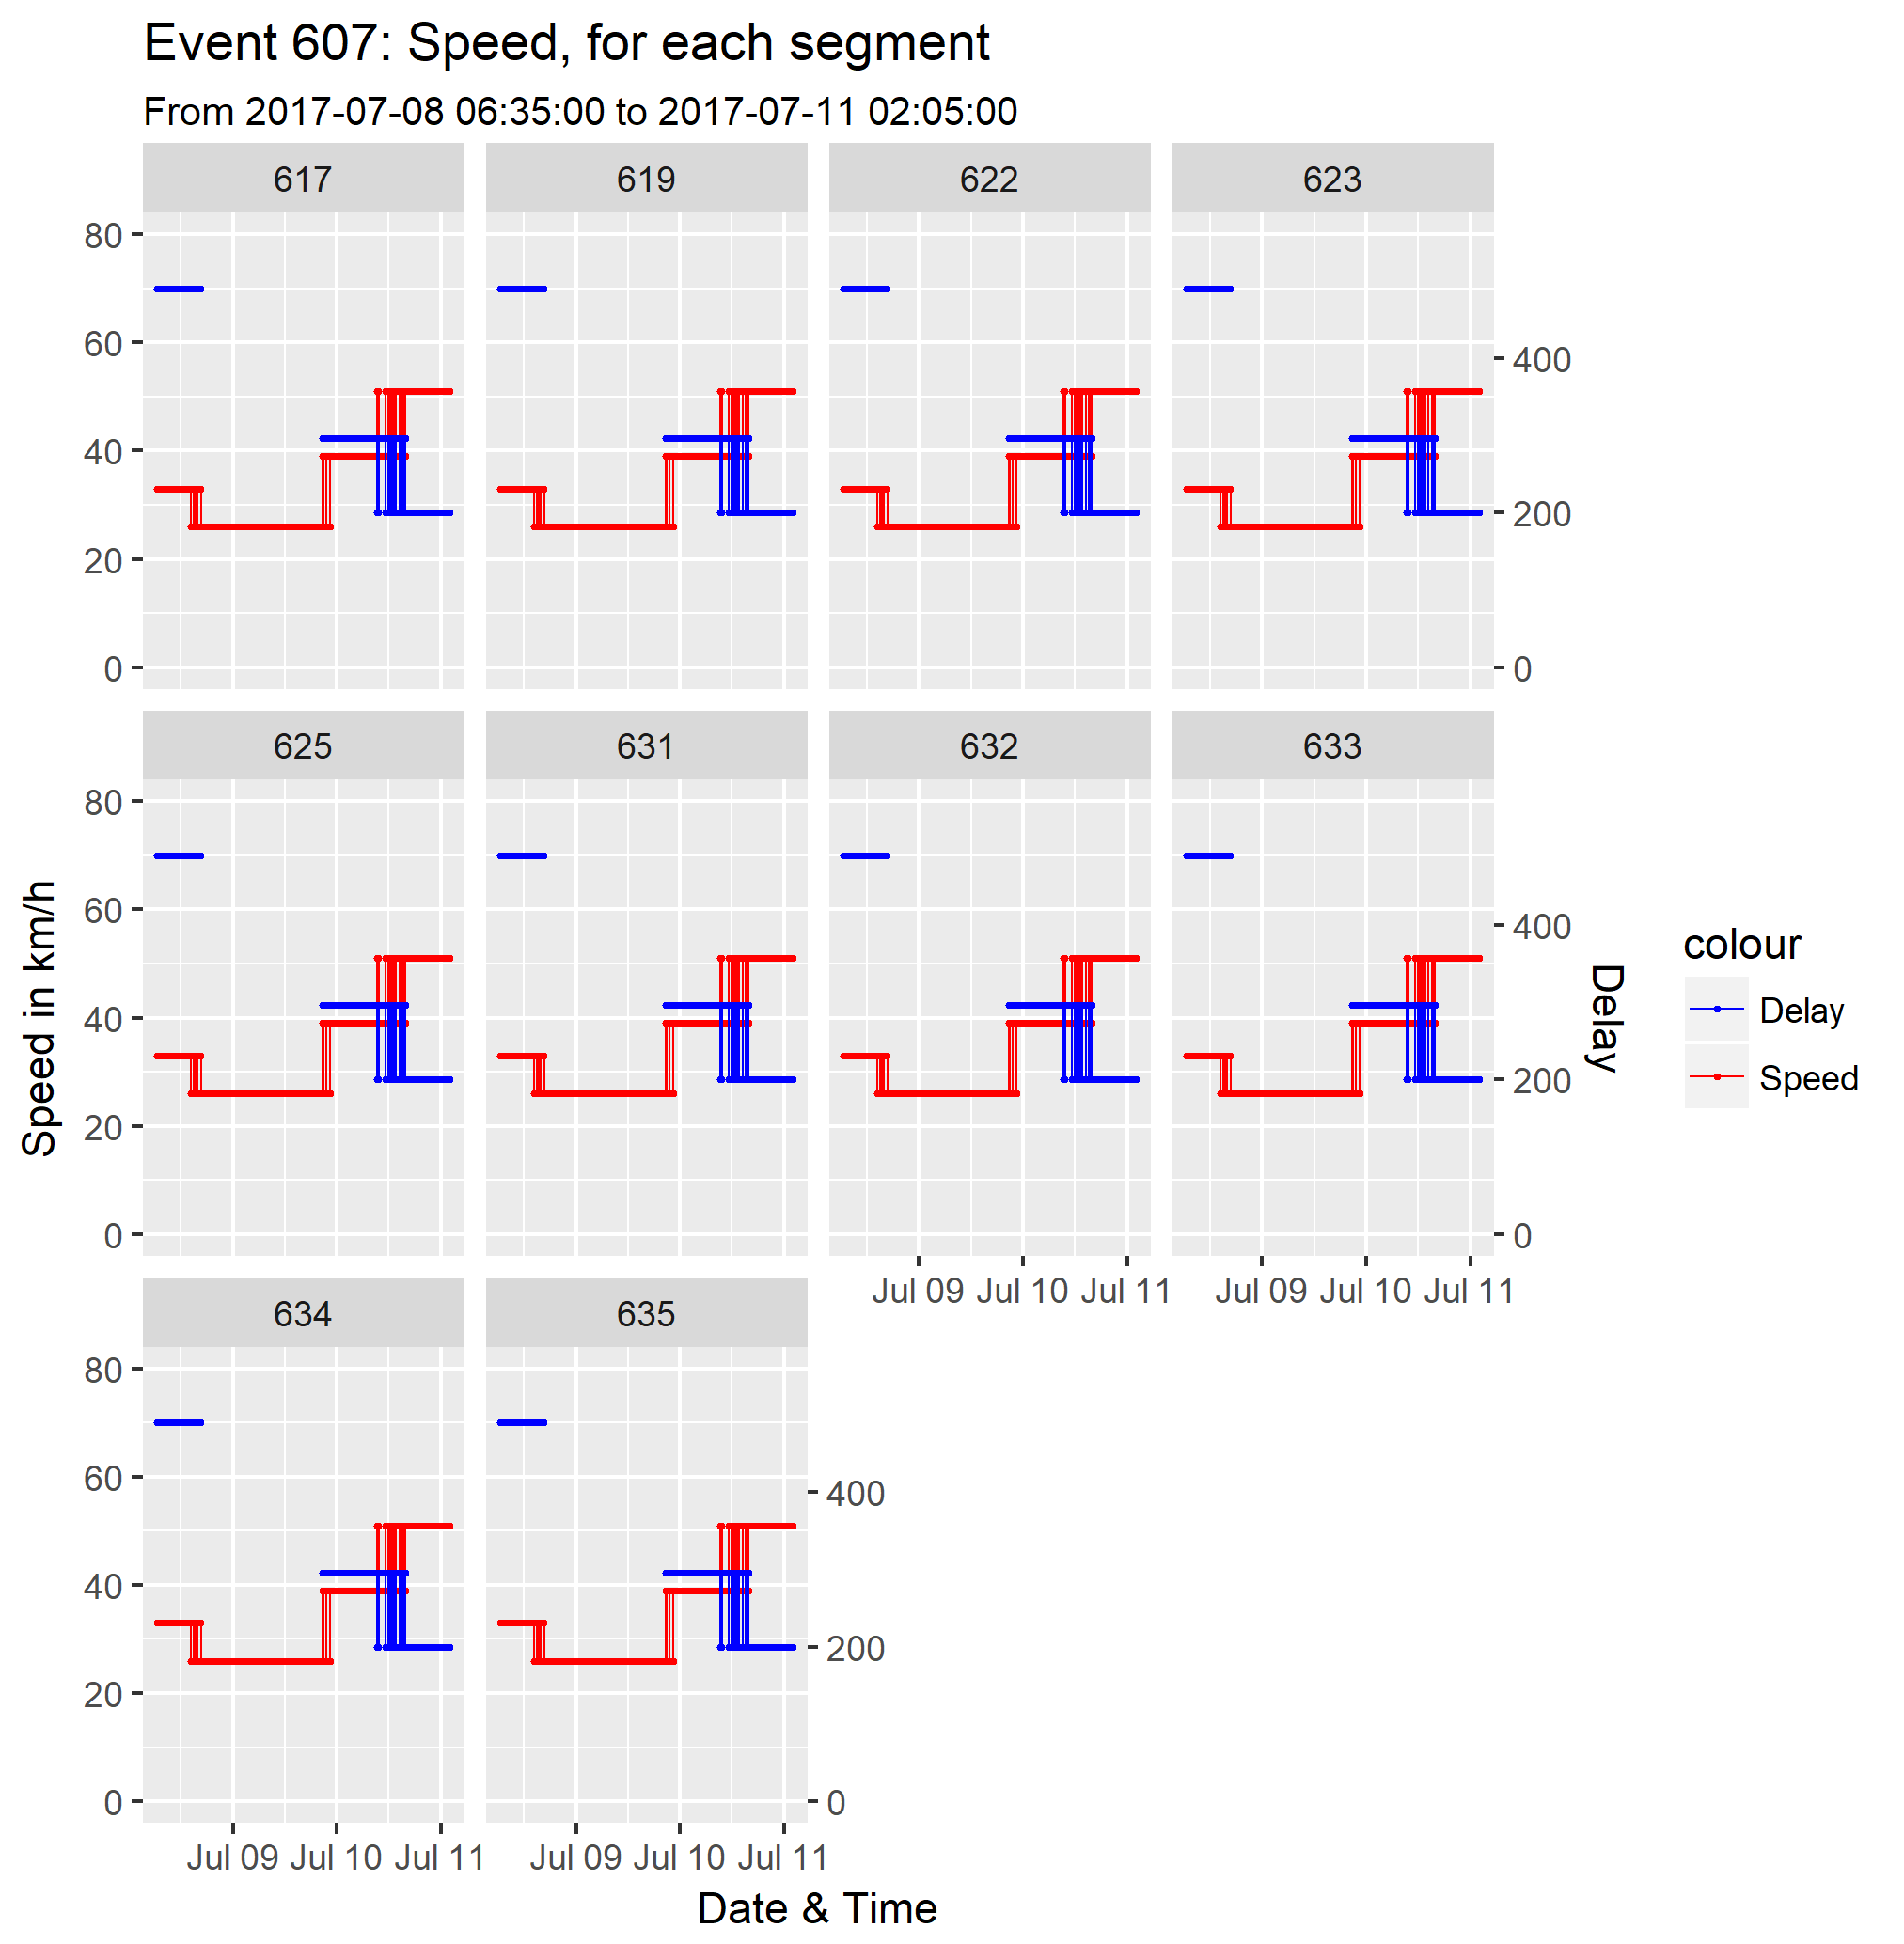 Event 607: Speed, for each segment
From 2017-07-08 06:35:00 to 2017-07-11 02:05:00
617 619 622 623
80
60
40
20
0
400
200
0
625 631 632 633
80
60
40
20
0
400
200
0
Jul 09 Jul 10 Jul 11 Jul 09 Jul 10 Jul 11
634 635
80
60
40
20
0
400
200
0
Jul 09 Jul 10 Jul 11 Jul 09 Jul 10 Jul 11
Date & Time
Speed in km/h
Delay
colour
Delay
Speed